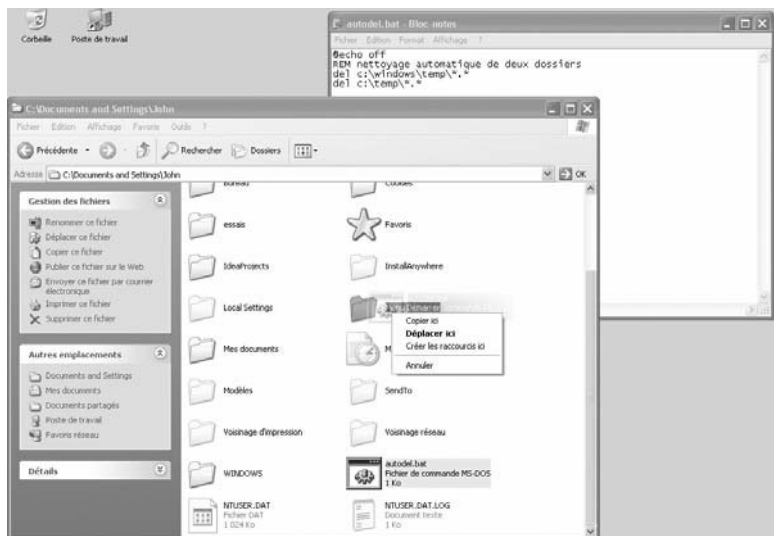 Corbeille
Poste de travail
autodel.bat - Bloc-notes
Fichier Edition Format Affichage ?
@echo off
REM nettoyage automatique de deux dossiers
del c:\windows\temp\*.*
del c:\temp\*.*
C:\Documents and Settings\John
Fichier Edition Affichage Favoris Outils ?
Précédente
Rechercher
Dossiers
Adresse
C:\Documents and Settings\John
OK
Gestion des fichiers
Renommer ce fichier
Déplacer ce fichier
Copier ce fichier
Publier ce fichier sur le Web
Envoyer ce fichier par courrier
électronique
Imprimer ce fichier
Supprimer ce fichier
Autres emplacements
Documents and Settings
Mes documents
Documents partagés
Poste de travail
Favoris réseau
Détails
Bureau
Cookies
essais
Favoris
IdeaProjects
InstallAnywhere
Local Settings
Menu Démarrer
Copier ici
Déplacer ici
Créer les raccourcis ici
Annuler
Mes documents
M
Modèles
SendTo
Voisinage d'impression
Voisinage réseau
WINDOWS
autodel.bat
Fichier de commande MS-DOS
1 Ko
NTUSER.DAT
Fichier DAT
1 024 Ko
NTUSER.DAT.LOG
Document texte
1 Ko